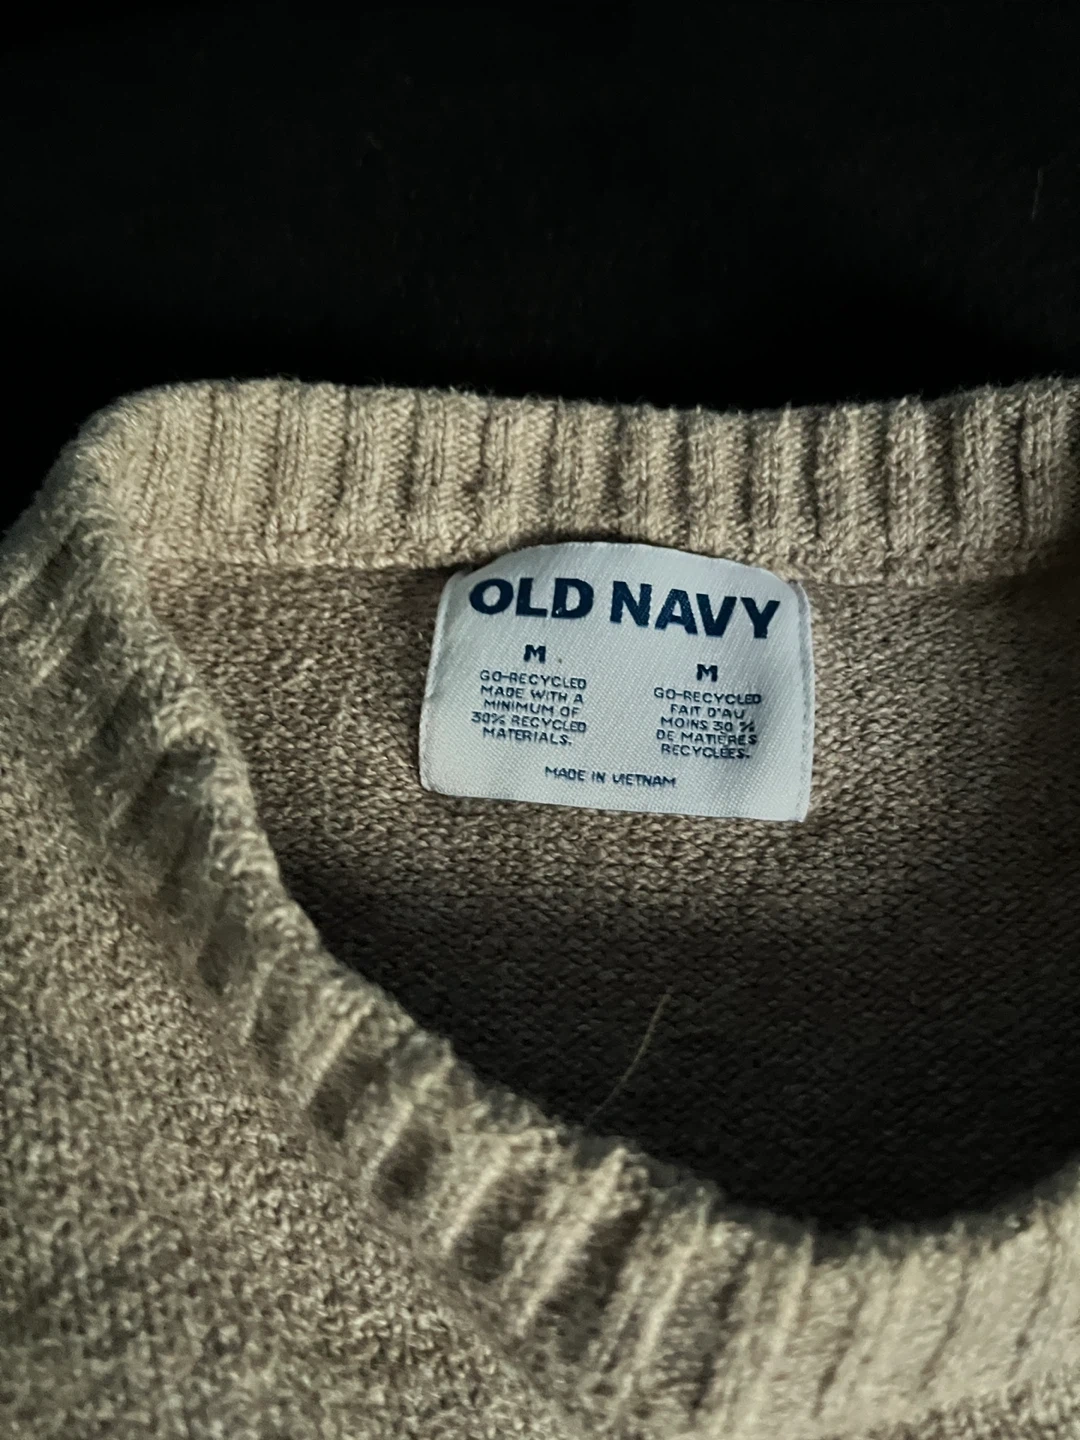 OLD NAVY
M
GO-RECYCLED
MADE WITH A
MINIMUM OF
30% RECYCLED
MATERIALS.
M
GO-RECYCLED
FAIT D'AU
MOINS 30 %
DE MATIÈRES
RECYCLÉES.
MADE IN VIETNAM